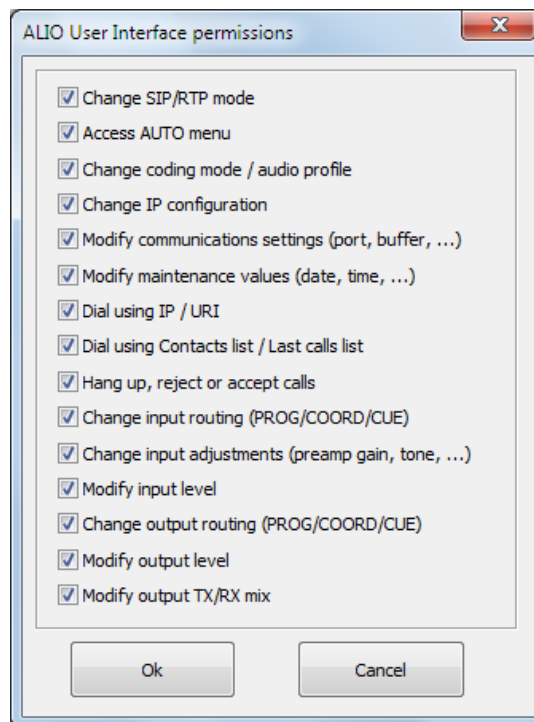 ALIO User Interface permissions
Change SIP/RTP mode
Access AUTO menu
Change coding mode / audio profile
Change IP configuration
Modify communications settings (port, buffer, ...)
Modify maintenance values (date, time, ...)
Dial using IP / URI
Dial using Contacts list / Last calls list
Hang up, reject or accept calls
Change input routing (PROG/COORD/CUE)
Change input adjustments (preamp gain, tone, ...)
Modify input level
Change output routing (PROG/COORD/CUE)
Modify output level
Modify output TX/RX mix
Ok Cancel